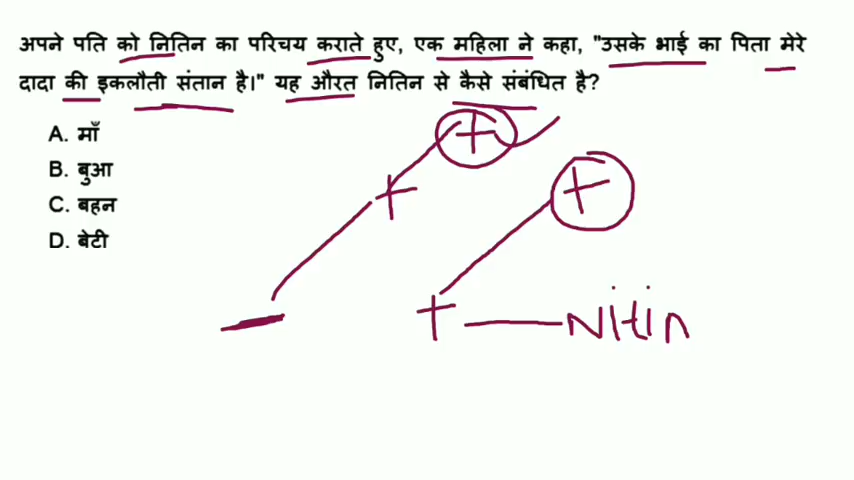 अपने पति को नितिन का परिचय कराते हुए, एक महिला ने कहा, "उसके भाई का पिता मेरे
दादा की इकलौती संतान है।" यह औरत नितिन से कैसे संबंधित है?
A. माँ
B. बुआ
C. बहन
D. बेटी
+
+
+
-
+ Nitin